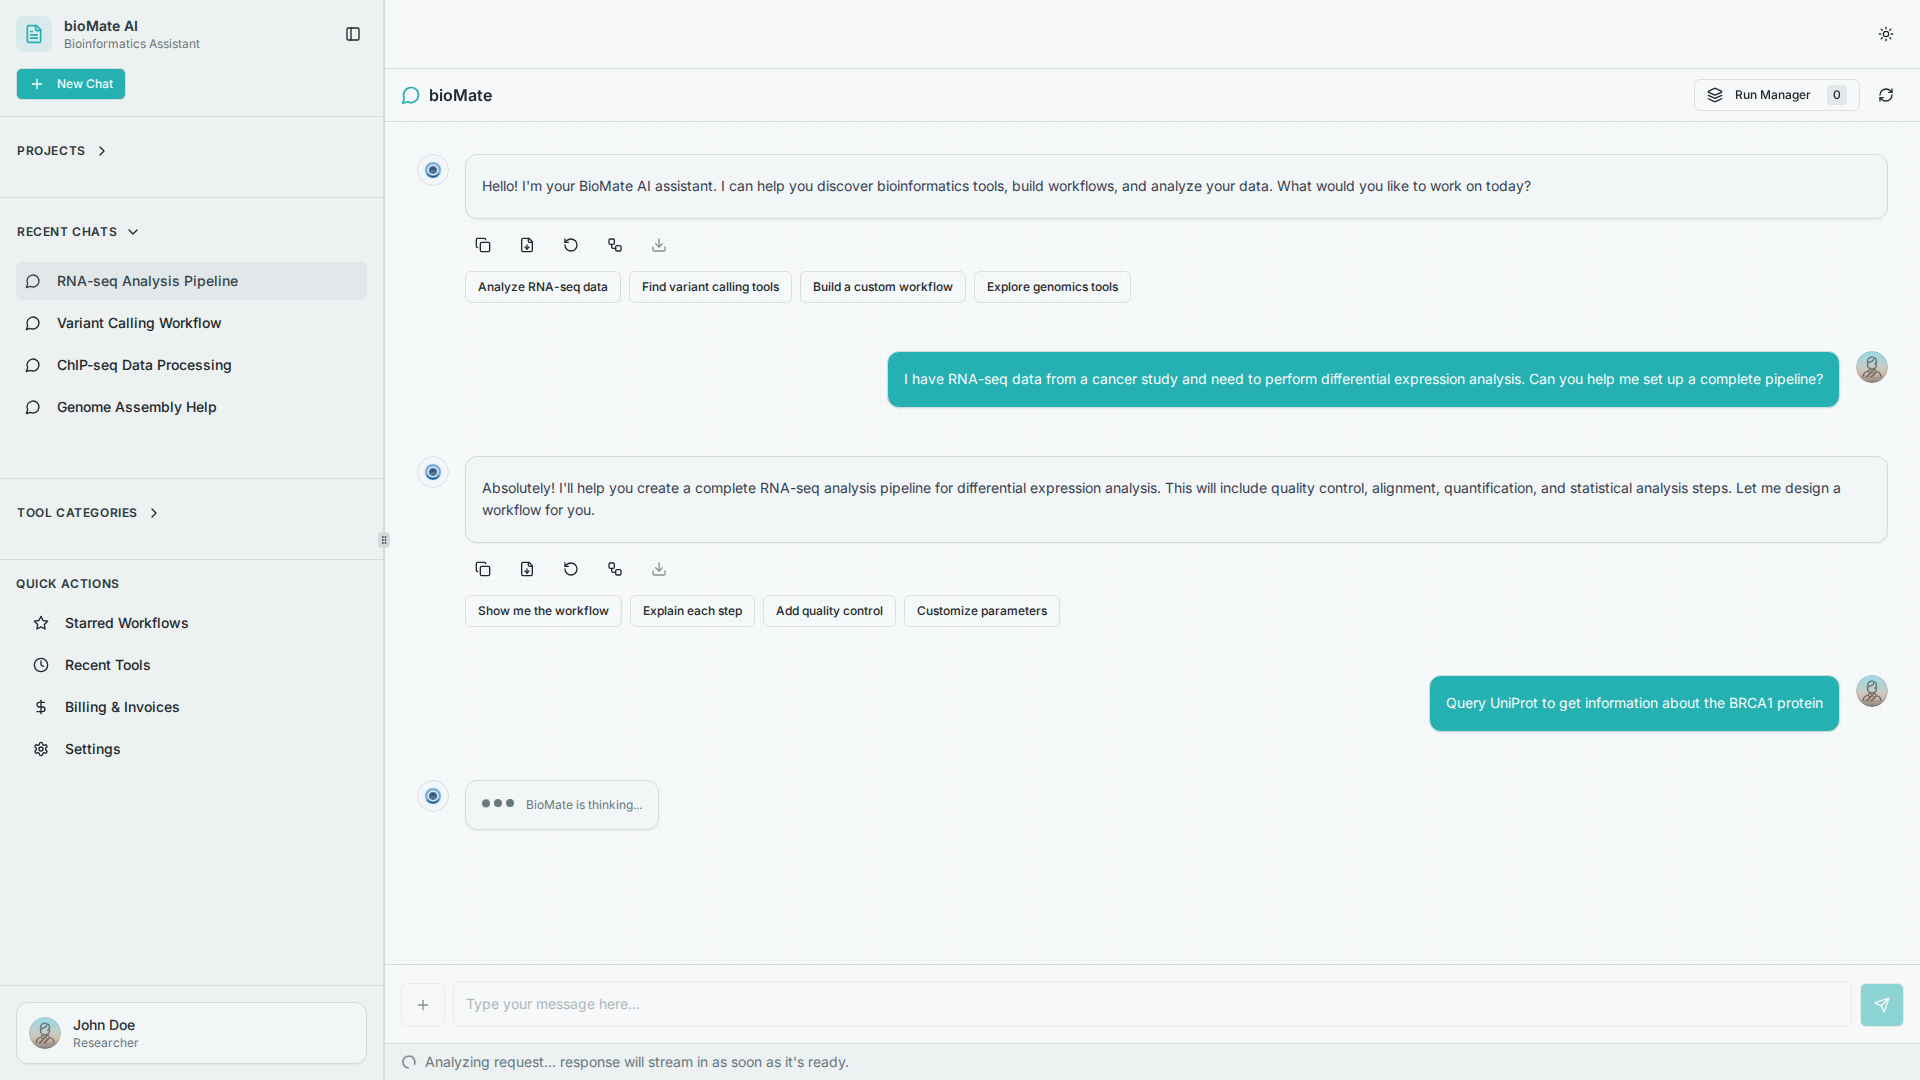 bioMate AI
Bioinformatics Assistant
New Chat
PROJECTS
RECENT CHATS
RNA-seq Analysis Pipeline
Variant Calling Workflow
ChIP-seq Data Processing
Genome Assembly Help
TOOL CATEGORIES
QUICK ACTIONS
Starred Workflows
Recent Tools
Billing & Invoices
Settings
John Doe
Researcher
bioMate
Run Manager 0
Hello! I'm your BioMate AI assistant. I can help you discover bioinformatics tools, build workflows, and analyze your data. What would you like to work on today?
Analyze RNA-seq data
Find variant calling tools
Build a custom workflow
Explore genomics tools
I have RNA-seq data from a cancer study and need to perform differential expression analysis. Can you help me set up a complete pipeline?
Absolutely! I'll help you create a complete RNA-seq analysis pipeline for differential expression analysis. This will include quality control, alignment, quantification, and statistical analysis steps. Let me design a
workflow for you.
Show me the workflow
Explain each step
Add quality control
Customize parameters
Query UniProt to get information about the BRCA1 protein
BioMate is thinking...
Type your message here...
Analyzing request... response will stream in as soon as it's ready.